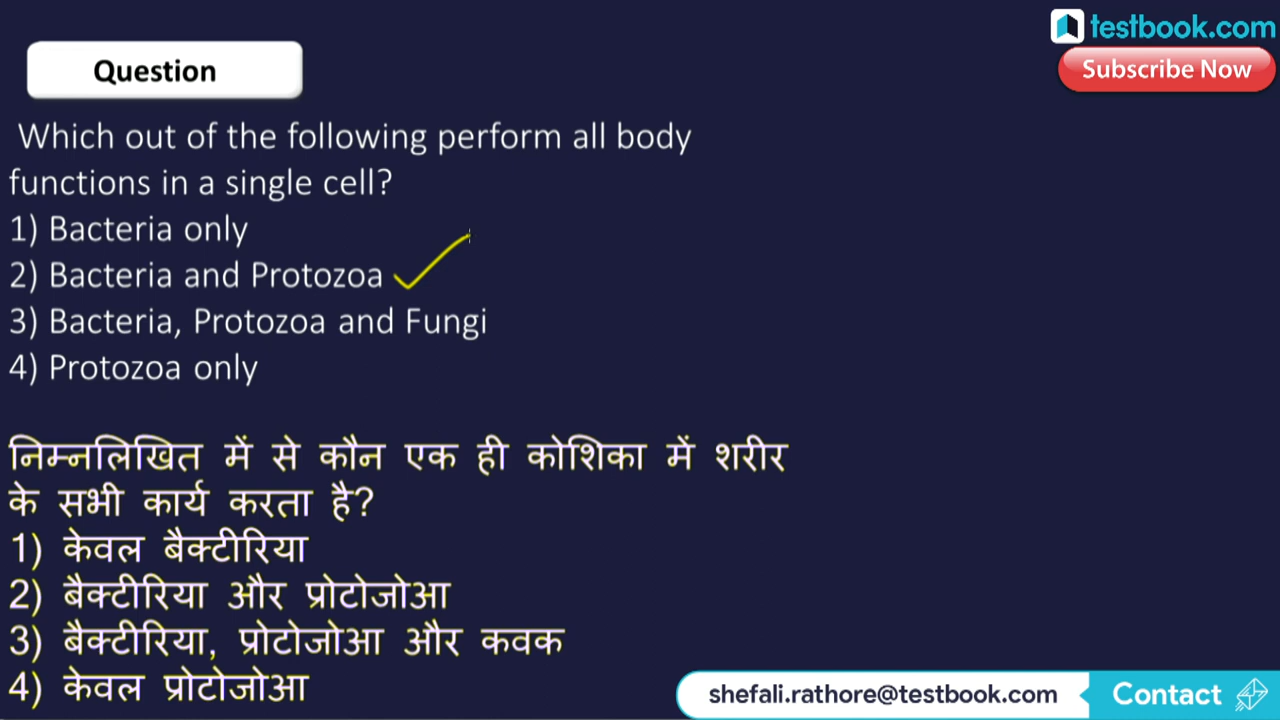 testbook.com
Subscribe Now
Question
Which out of the following perform all body
functions in a single cell?
1) Bacteria only
2) Bacteria and Protozoa
3) Bacteria, Protozoa and Fungi
4) Protozoa only
निम्नलिखित में से कौन एक ही कोशिका में शरीर
के सभी कार्य करता है?
1) केवल बैक्टीरिया
2) बैक्टीरिया और प्रोटोजोआ
3) बैक्टीरिया, प्रोटोजोआ और कवक
4) केवल प्रोटोजोआ
shefali.rathore@testbook.com Contact